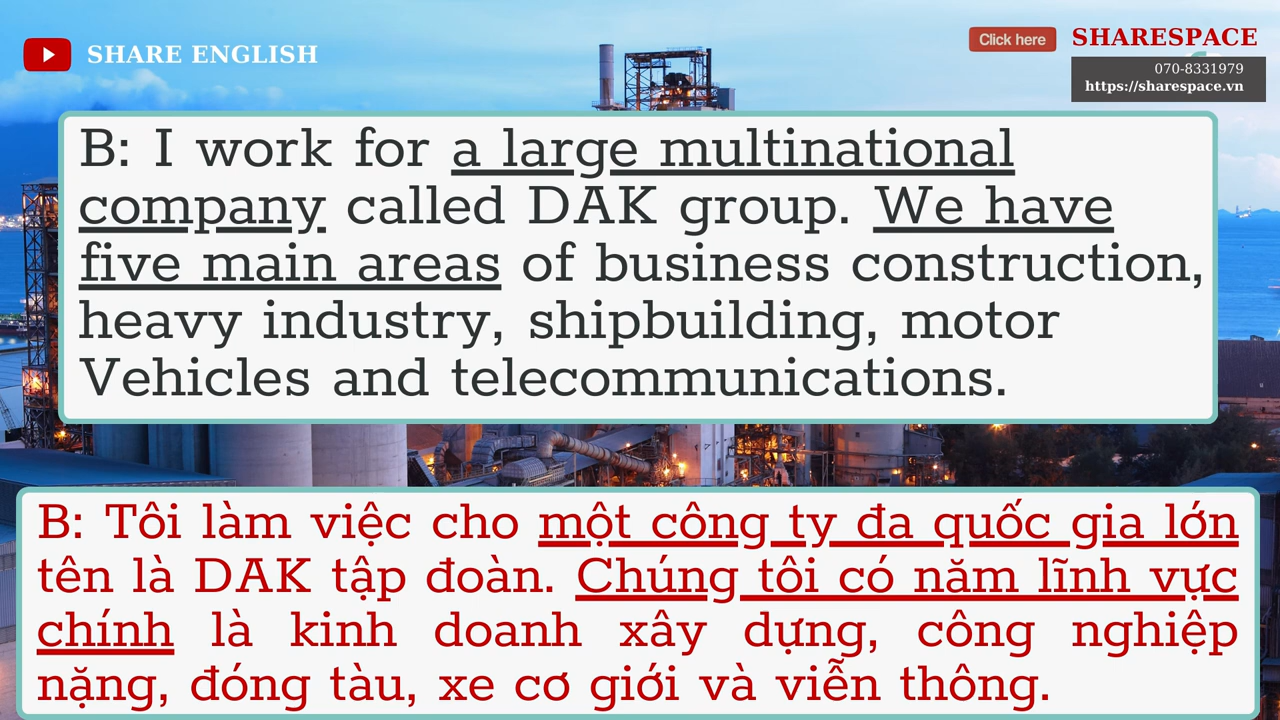 SHARE ENGLISH
Click here
SHARESPACE
070-8331979
https://sharespace.vn
B: I work for a large multinational
company called DAK group. We have
five main areas of business construction,
heavy industry, shipbuilding, motor
Vehicles and telecommunications.
B: Tôi làm việc cho một công ty đa quốc gia lớn
tên là DAK tập đoàn. Chúng tôi có năm lĩnh vực
chính là kinh doanh xây dựng, công nghiệp
nặng, đóng tàu, xe cơ giới và viễn thông.